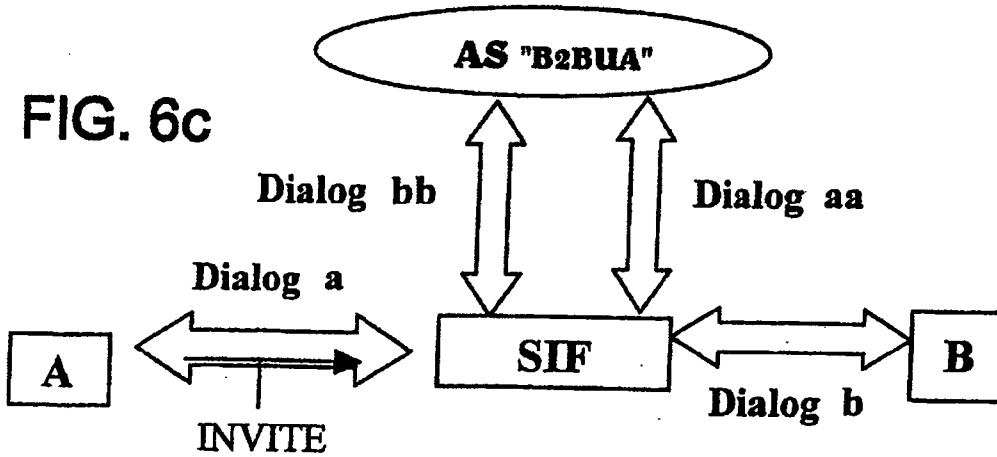 AS "B2BUA"
FIG. 6c
Dialog bb
Dialog aa
Dialog a
A
SIF
B
Dialog b
INVITE